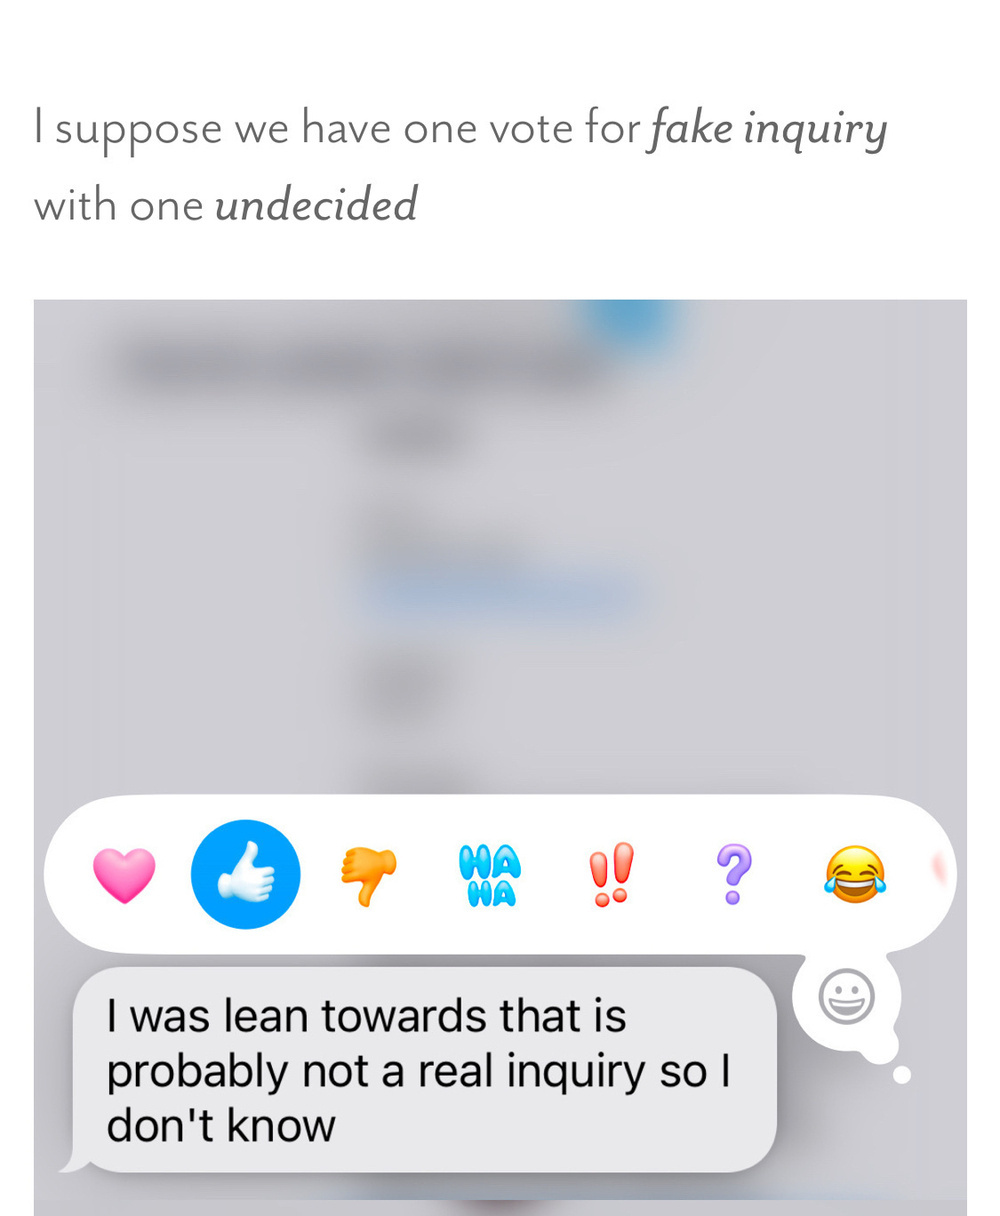 I suppose we have one vote for fake inquiry
with one undecided
HA
HA
I was lean towards that is
probably not a real inquiry so I
don't know